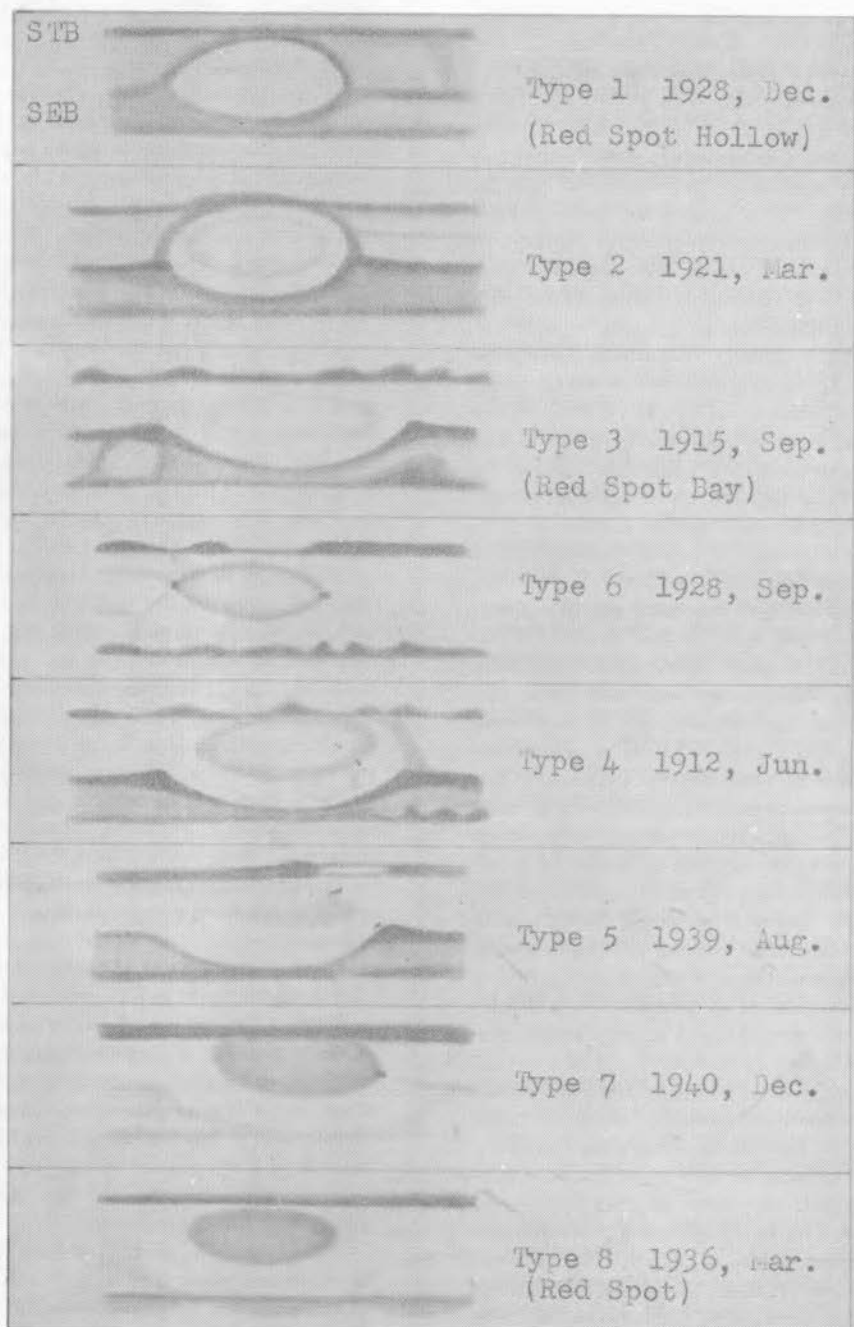 STB
SEB
Type 1 1928, Dec.
(Red Spot Hollow)
Type 2 1921, Mar.
Type 3 1915, Sep.
(Red Spot Bay)
Type 6 1928, Sep.
Type 4 1912, Jun.
Type 5 1939, Aug.
Type 7 1940, Dec.
Type 8 1936, Mar.
(Red Spot)